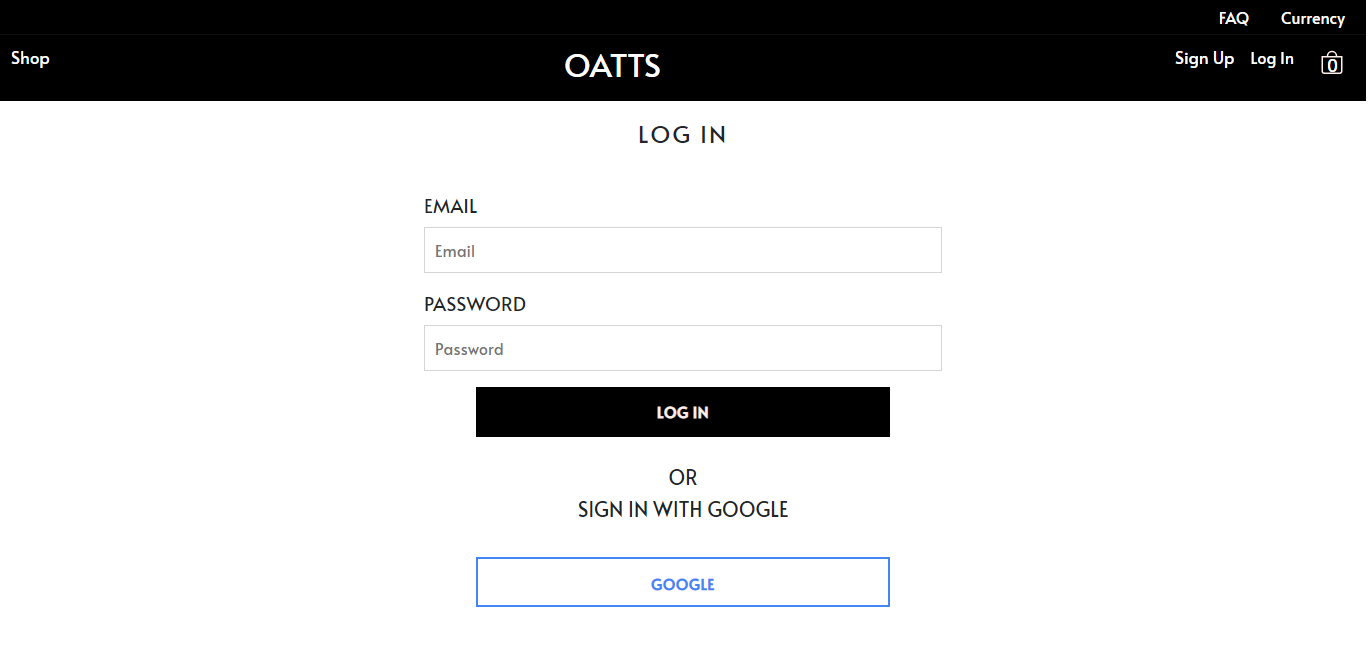 FAQ Currency
Shop OATTS Sign Up Log In 0
LOG IN
EMAIL
Email
PASSWORD
Password
LOG IN
OR
SIGN IN WITH GOOGLE
GOOGLE